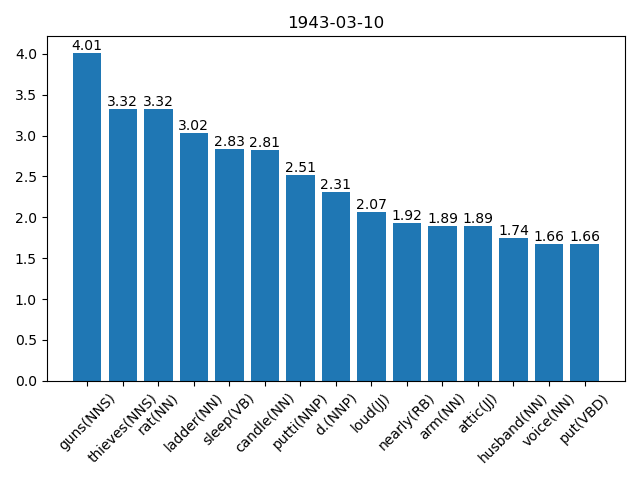 1943-03-10
4.0
3.5
3.0
2.5
2.0
1.5
1.0
0.5
0.0
4.01
3.32
3.32
3.02
2.83
2.81
2.51
2.31
2.07
1.92
1.89
1.89
1.74
1.66
1.66
guns(NNS)
thieves(NNS)
rat(NN)
ladder(NN)
sleep(VB)
candle(NN)
putti(NNP)
d.(NNP)
loud(JJ)
nearly(RB)
arm(NN)
attic(JJ)
husband(NN)
voice(NN)
put(VBD)